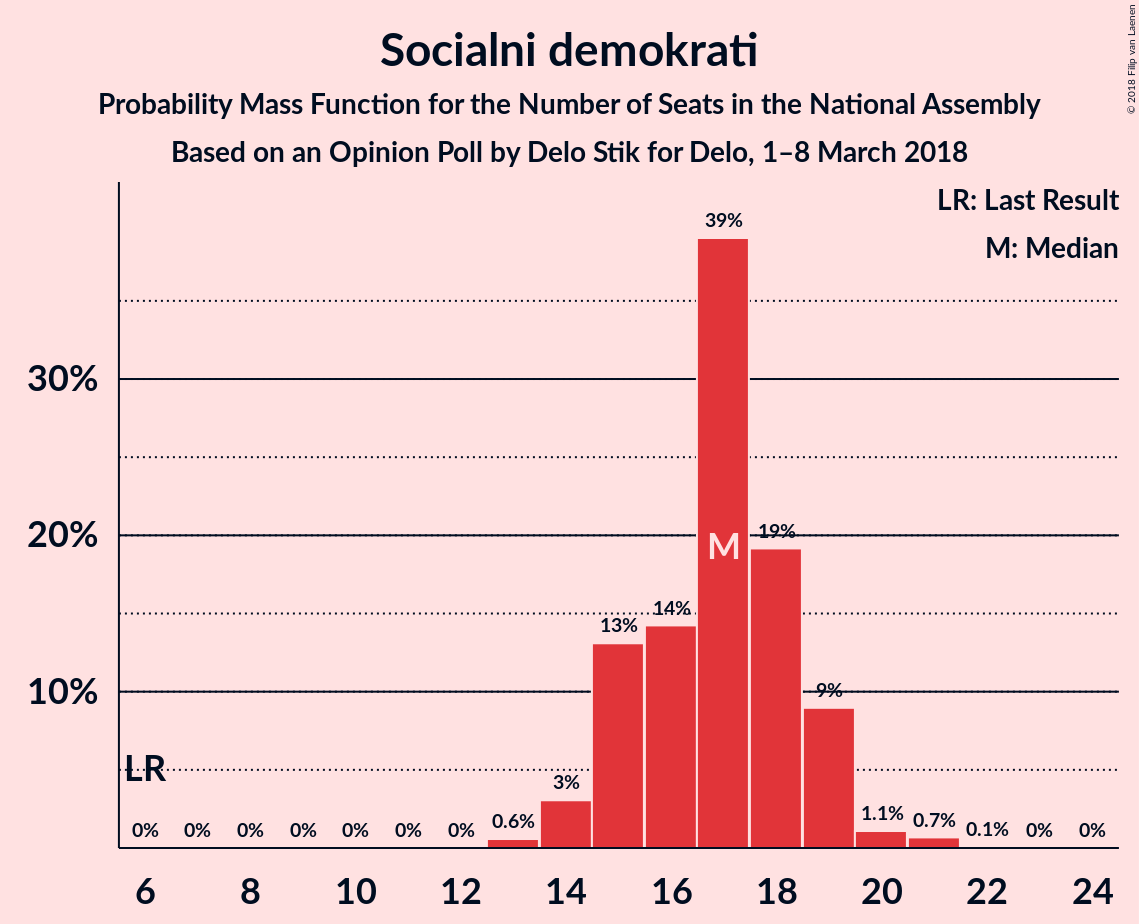 Socialni demokrati
Probability Mass Function for the Number of Seats in the National Assembly
Based on an Opinion Poll by Delo Stik for Delo, 1–8 March 2018
© 2018 Filip van Laenen
LR: Last Result
M: Median
39%
30%
20%
19%
M
14%
13%
10%
9%
LR
3%
0% 0% 0% 0% 0% 0% 0% 0.6% 1.1% 0.7% 0.1% 0% 0%
6 8 10 12 14 16 18 20 22 24